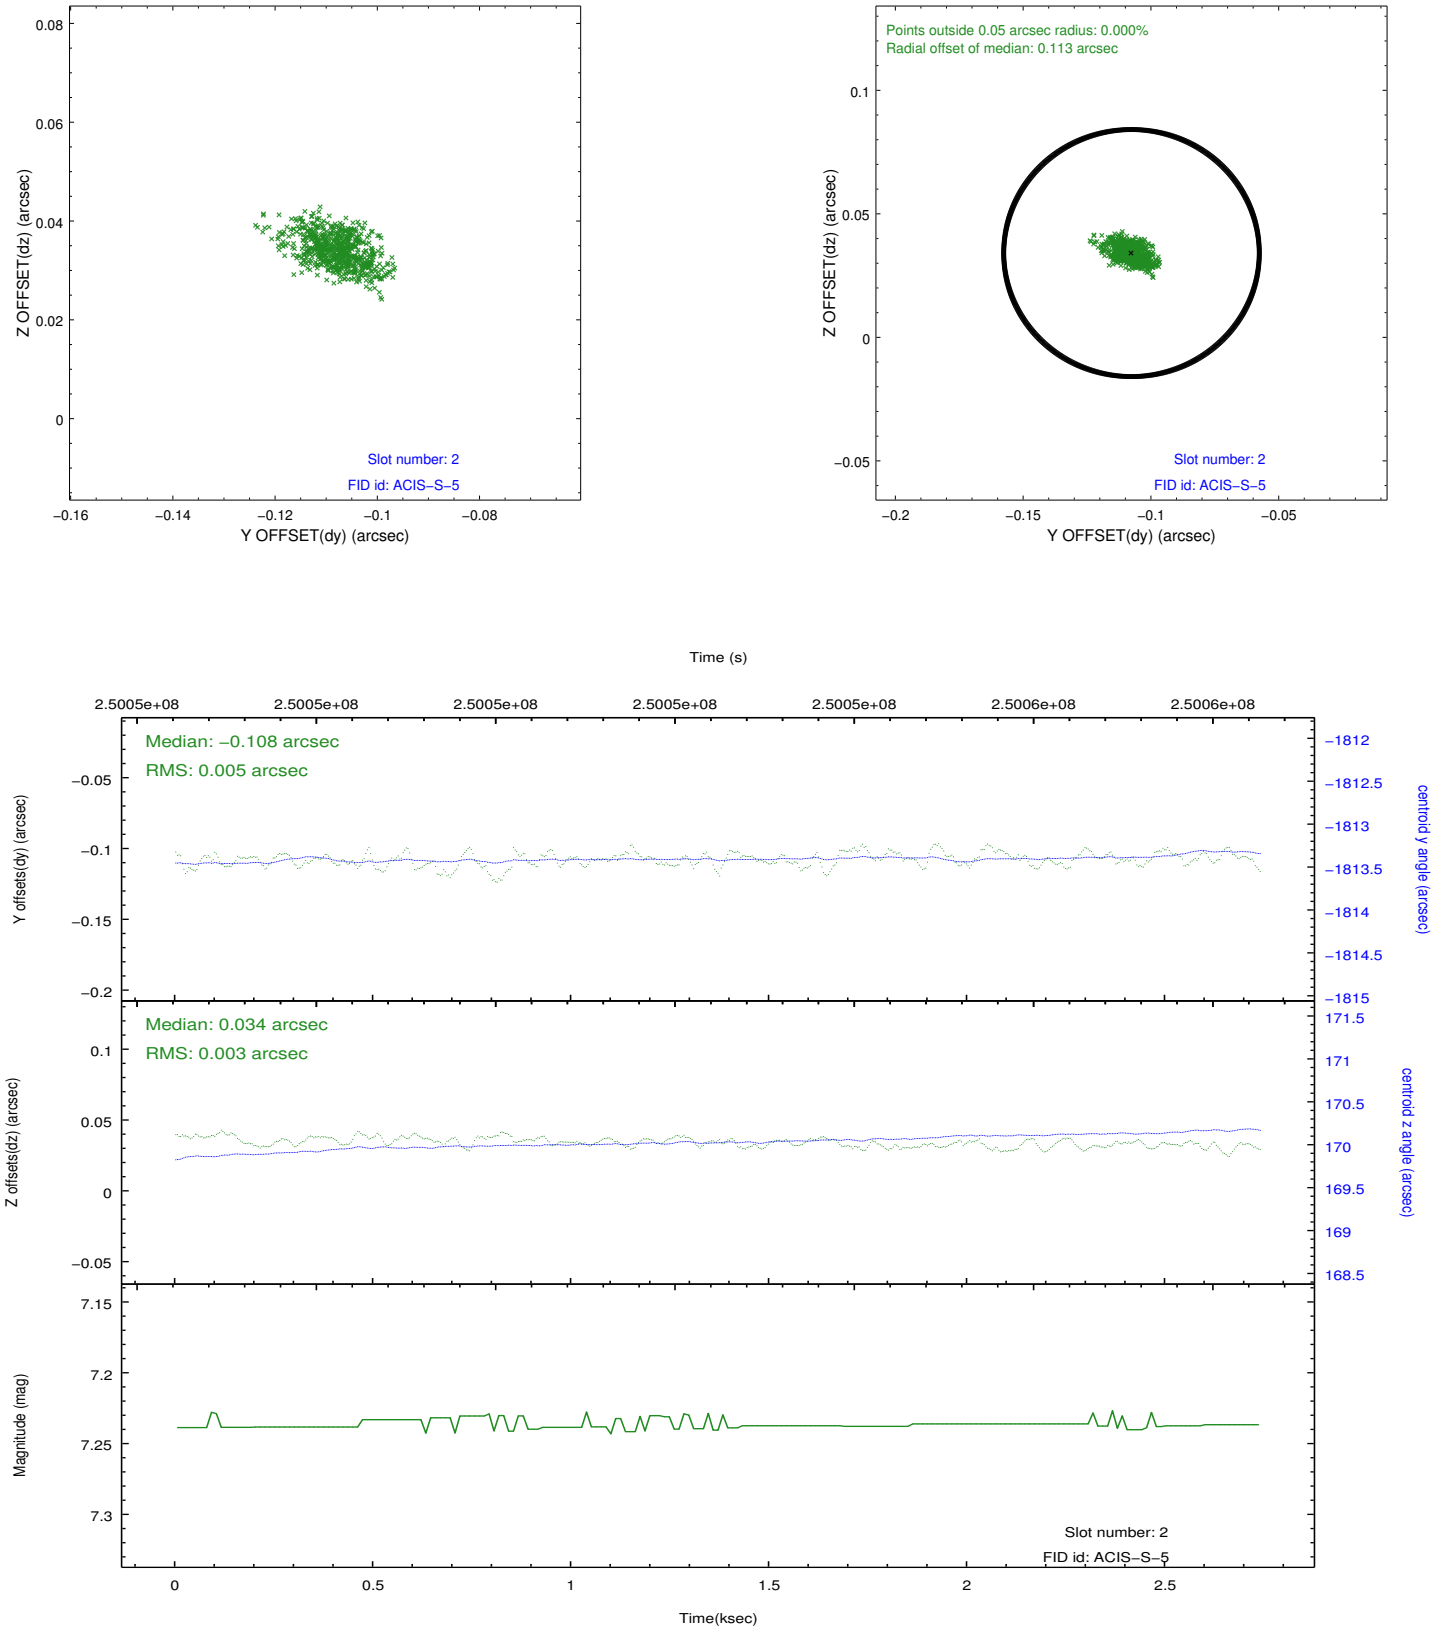 0.08
0.06
0.04
0.02
0
Z OFFSET(dz) (arcsec)
Slot number: 2
FID id: ACIS−S−5
−0.16
−0.14
−0.12
−0.1
−0.08
Y OFFSET(dy) (arcsec)
Points outside 0.05 arcsec radius: 0.000%
Radial offset of median: 0.113 arcsec
0.1
0.05
0
−0.05
Z OFFSET(dz) (arcsec)
Slot number: 2
FID id: ACIS−S−5
−0.2
−0.15
−0.1
−0.05
Y OFFSET(dy) (arcsec)
Time (s)
2.5005e+08
2.5005e+08
2.5005e+08
2.5005e+08
2.5005e+08
2.5006e+08
2.5006e+08
Median: −0.108 arcsec
RMS: 0.005 arcsec
−0.05
−0.1
−0.15
−0.2
Y offsets(dy) (arcsec)
−1812
−1812.5
−1813
−1813.5
−1814
−1814.5
−1815
centroid y angle (arcsec)
Median: 0.034 arcsec
RMS: 0.003 arcsec
0.1
0.05
0
−0.05
Z offsets(dz) (arcsec)
171.5
171
170.5
170
169.5
169
168.5
centroid z angle (arcsec)
7.15
7.2
7.25
7.3
Magnitude (mag)
Slot number: 2
FID id: ACIS−S−5
0
0.5
1
1.5
2
2.5
Time(ksec)